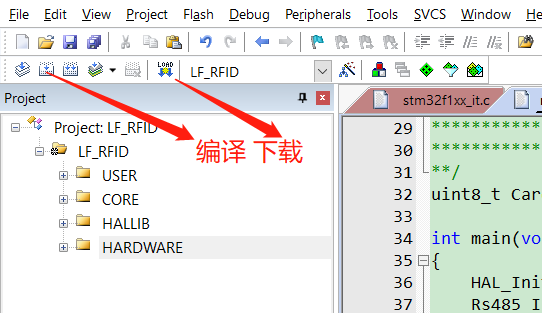 File Edit View Project Flash Debug Peripherals Tools SVCS Window He
LOAD LF_RFID
Project
stm32f1xx_it.c
Project: LF_RFID
LF_RFID
USER
CORE
HALLIB
HARDWARE
编译 下载
29 ***********
30 ***********
31 **/
32 uint8_t Car
33
34 int main(vo
35 {
36 HAL_Ini
37 Rs485 I